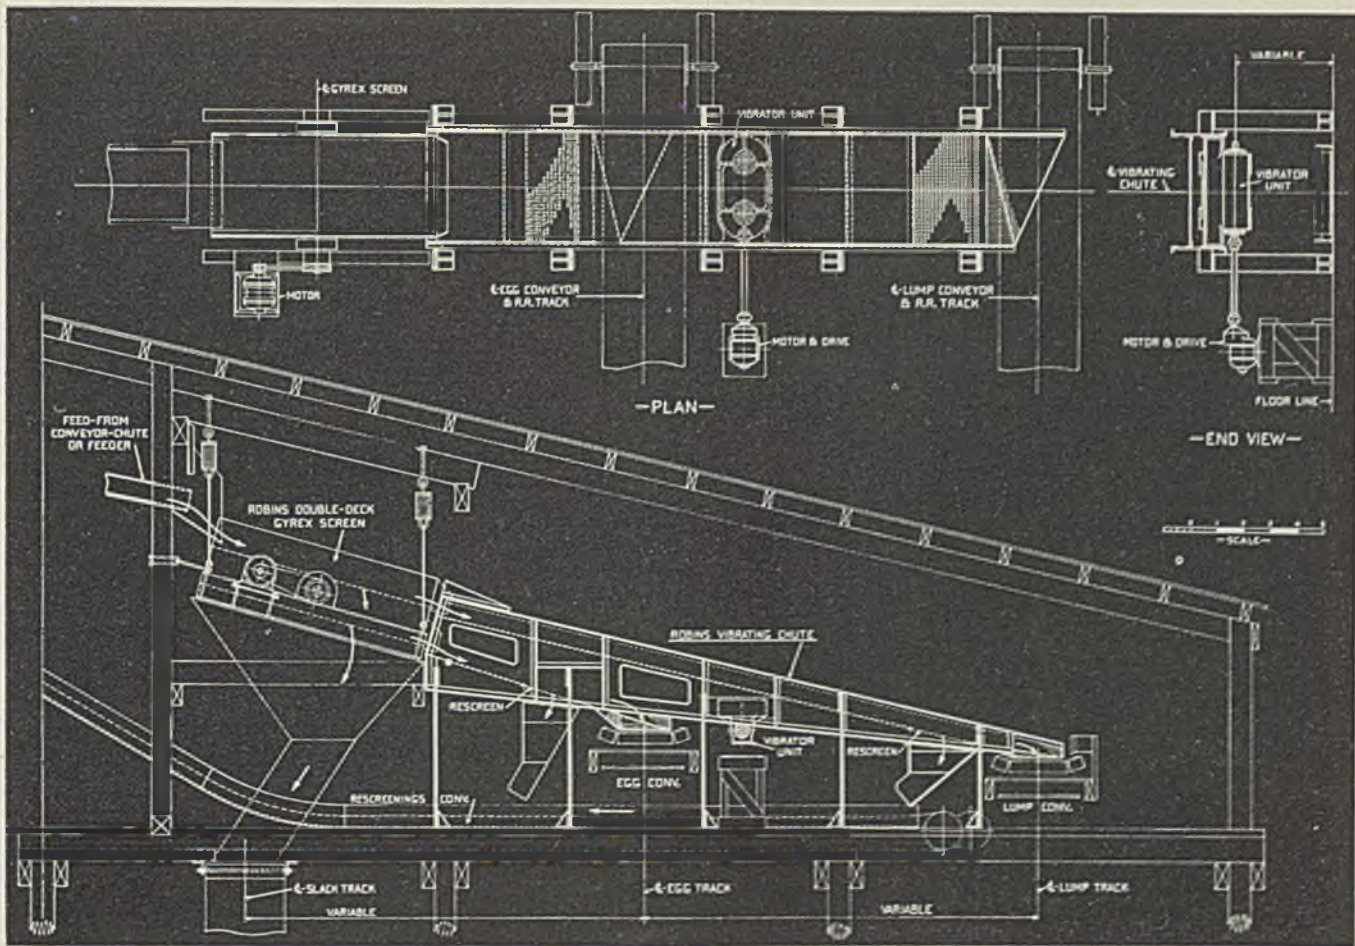 ℄-GYREX SCREEN
VIBRATOR UNIT
VARIABLE
℄-VIBRATING
CHUTE
VIBRATOR
UNIT
MOTOR
℄-EGG CONVEYOR
& R.R. TRACK
℄-LUMP CONVEYOR
& R.R. TRACK
MOTOR & DRIVE
MOTOR & DRIVE
-PLAN-
FLOOR LINE
-END VIEW-
FEED-FROM
CONVEYOR-CHUTE
OR FEEDER
ROBINS DOUBLE-DECK
GYREX SCREEN
-SCALE-
ROBINS VIBRATING CHUTE
RESCREEN
VIBRATOR
UNIT
RESCREEN
EGG CONV.
LUMP CONV.
RESCREENINGS CONV.
℄-SLACK TRACK
℄-EGG TRACK
℄-LUMP TRACK
VARIABLE
VARIABLE